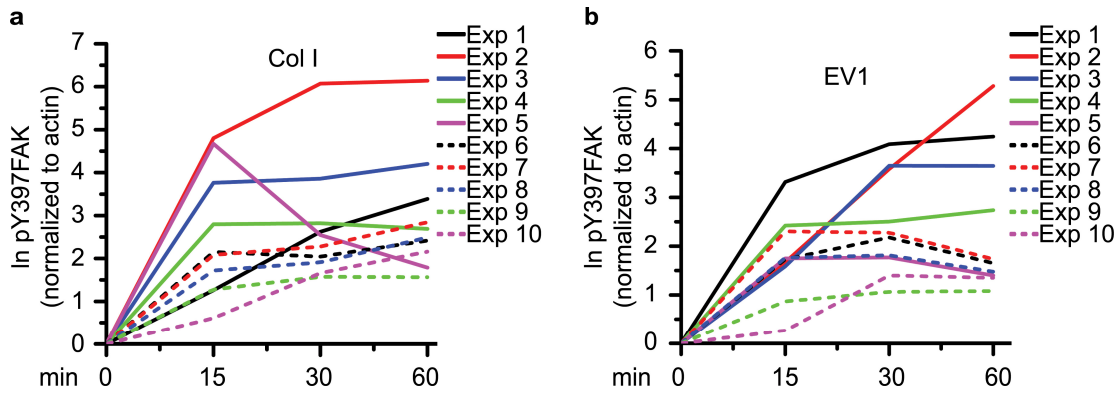 a
Col I
ln pY397FAK
(normalized to actin)
7
6
5
4
3
2
1
0
min 0 15 30 60
Exp 1
Exp 2
Exp 3
Exp 4
Exp 5
Exp 6
Exp 7
Exp 8
Exp 9
Exp 10
b
EV1
ln pY397FAK
(normalized to actin)
6
5
4
3
2
1
0
min 0 15 30 60
Exp 1
Exp 2
Exp 3
Exp 4
Exp 5
Exp 6
Exp 7
Exp 8
Exp 9
Exp 10